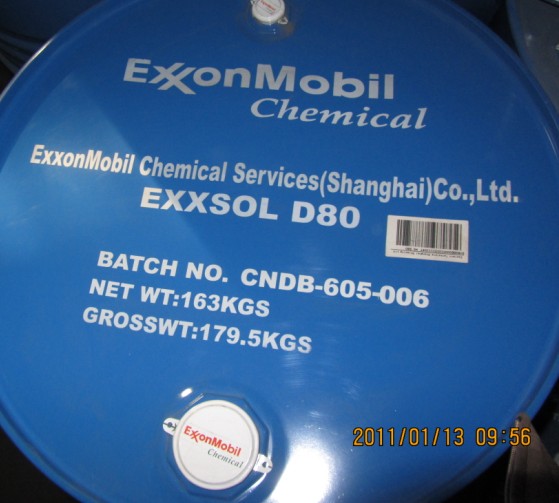 ExxonMobil
Chemical
ExxonMobil Chemical Services(Shanghai)Co.,Ltd.
EXXSOL D80
BATCH NO. CNDB-605-006
NET WT:163KGS
GROSSWT:179.5KGS
ExxonMobil
Chemical
2011/01/13 09:56